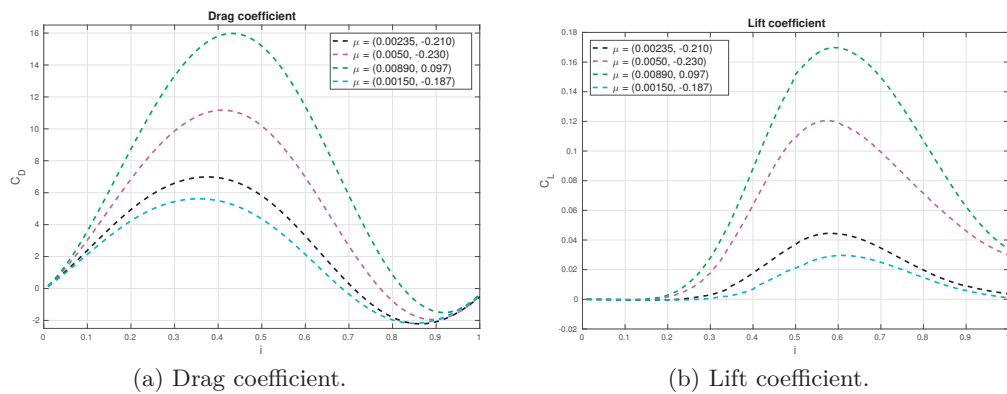 Drag coefficient
16
14
12
10
8
6
4
2
0
-2
C_D
0 0.1 0.2 0.3 0.4 0.5 0.6 0.7 0.8 0.9 1
i
μ = (0.00235, -0.210)
μ = (0.0050, -0.230)
μ = (0.00890, 0.097)
μ = (0.00150, -0.187)
(a) Drag coefficient.
Lift coefficient
0.18
0.16
0.14
0.12
0.1
0.08
0.06
0.04
0.02
0
-0.02
C_L
0 0.1 0.2 0.3 0.4 0.5 0.6 0.7 0.8 0.9
i
μ = (0.00235, -0.210)
μ = (0.0050, -0.230)
μ = (0.00890, 0.097)
μ = (0.00150, -0.187)
(b) Lift coefficient.